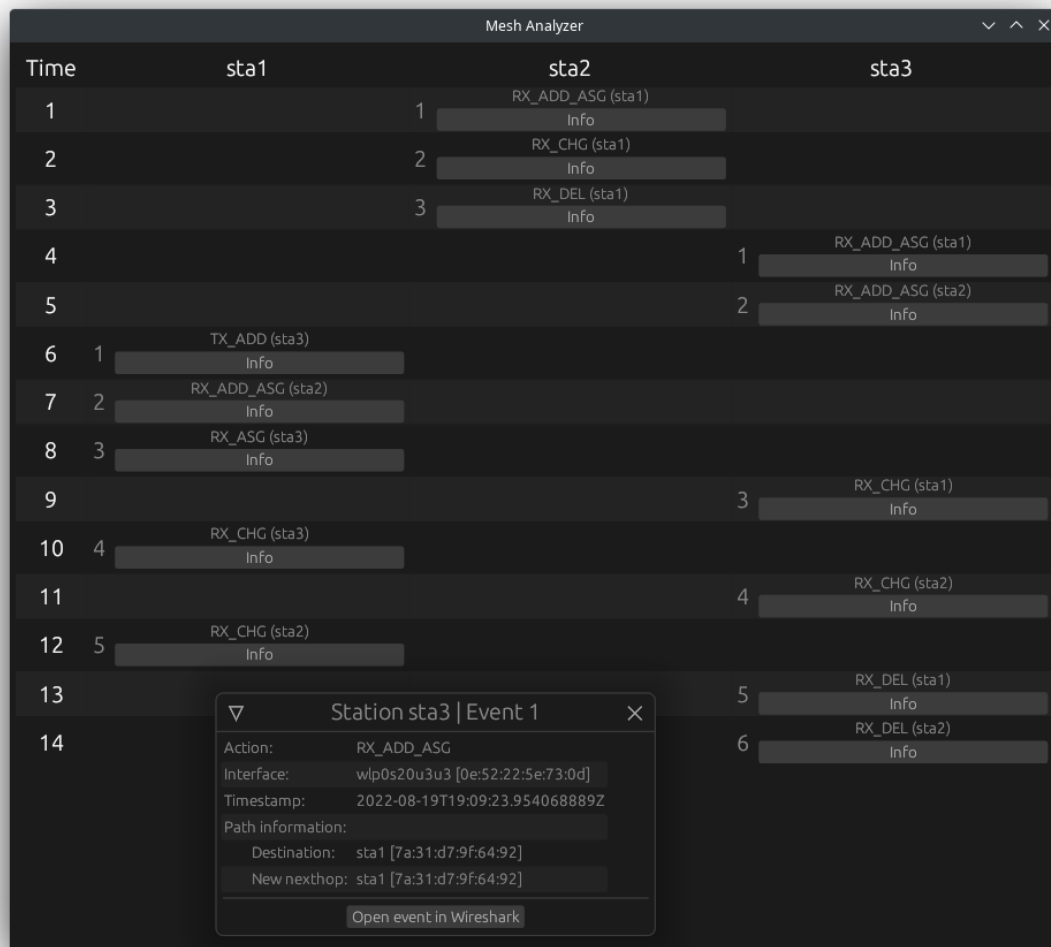 Mesh Analyzer
Time sta1 sta2 sta3
1 1 RX_ADD_ASG (sta1)
Info
2 2 RX_CHG (sta1)
Info
3 3 RX_DEL (sta1)
Info
4 1 RX_ADD_ASG (sta1)
Info
5 2 RX_ADD_ASG (sta2)
Info
6 1 TX_ADD (sta3)
Info
7 2 RX_ADD_ASG (sta2)
Info
8 3 RX_ASG (sta3)
Info
9 3 RX_CHG (sta1)
Info
10 4 RX_CHG (sta3)
Info
11 4 RX_CHG (sta2)
Info
12 5 RX_CHG (sta2)
Info
13 5 RX_DEL (sta1)
Info
14 6 RX_DEL (sta2)
Info
Station sta3 | Event 1
Action: RX_ADD_ASG
Interface: wlp0s20u3u3 [0e:52:22:5e:73:0d]
Timestamp: 2022-08-19T19:09:23.954068889Z
Path information:
Destination: sta1 [7a:31:d7:9f:64:92]
New nexthop: sta1 [7a:31:d7:9f:64:92]
Open event in Wireshark